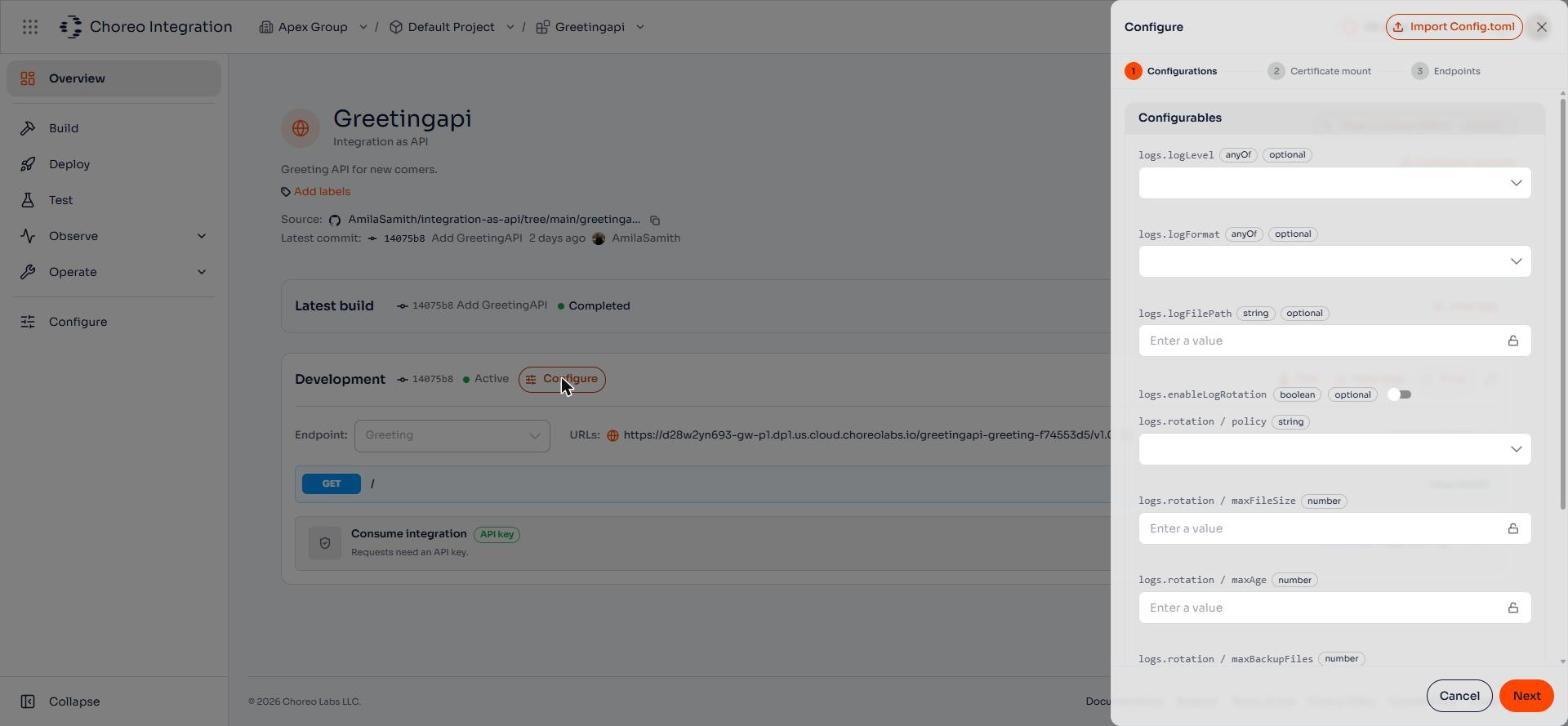 Choreo Integration
Apex Group / Default Project / Greetingapi
Overview
Build
Deploy
Test
Observe
Operate
Configure
Collapse
Greetingapi
Integration as API
Greeting API for new comers.
Add labels
Source: AmilaSmith/integration-as-api/tree/main/greetinga...
Latest commit: 14075b8 Add GreetingAPI 2 days ago AmilaSmith
Latest build 14075b8 Add GreetingAPI Completed
Development 14075b8 Active Configure
Endpoint: Greeting URLs: https://d28w2yn693-gw-p1.dp1.us.cloud.choreolabs.io/greetingapi-greeting-f74553d5/v1.0
GET /
Consume integration API key
Requests need an API key.
© 2026 Choreo Labs LLC.
Configure
Import Config.toml
1 Configurations 2 Certificate mount 3 Endpoints
Configurables
logs.logLevel anyOf optional
logs.logFormat anyOf optional
logs.logFilePath string optional
Enter a value
logs.enableLogRotation boolean optional
logs.rotation / policy string
logs.rotation / maxFileSize number
Enter a value
logs.rotation / maxAge number
Enter a value
logs.rotation / maxBackupFiles number
Cancel Next